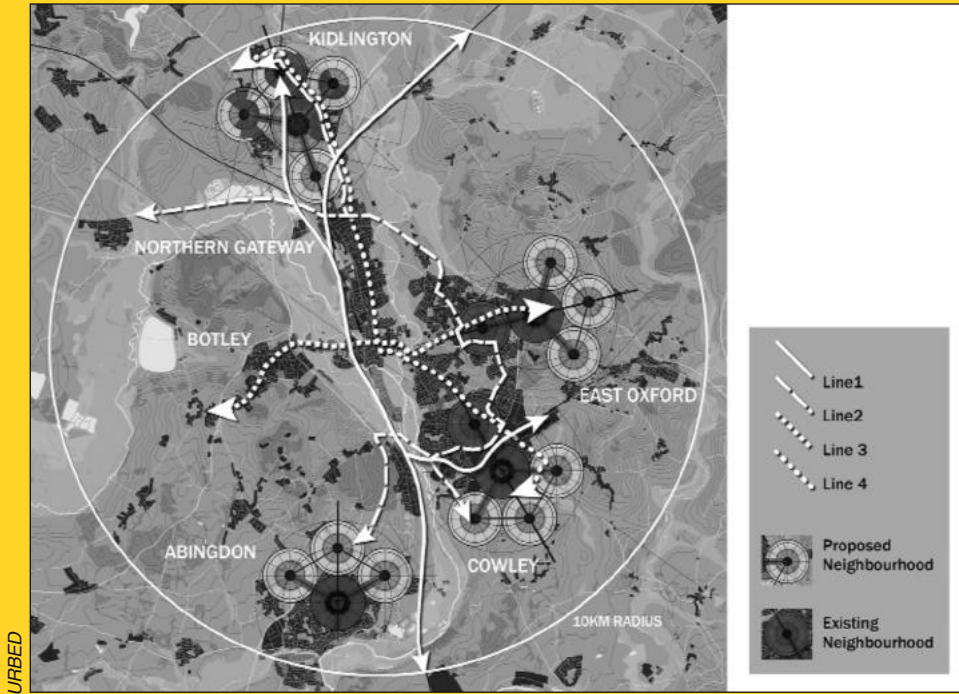 KIDLINGTON
NORTHERN GATEWAY
BOTLEY
EAST OXFORD
ABINGDON
COWLEY
10KM RADIUS
Line1
Line2
Line 3
Line 4
Proposed
Neighbourhood
Existing
Neighbourhood
URBED